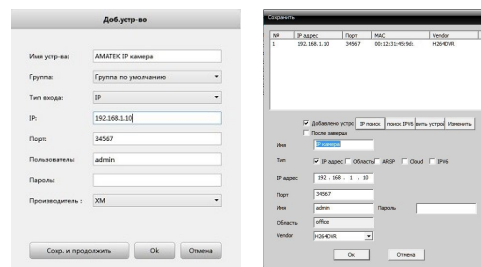 Доб.устр-во
Имя устр-ва: AMATEK IP камера
Группа: Группа по умолчанию
Тип входа: IP
IP: 192.168.1.10
Порт: 34567
Пользователь admin
Пароль:
Производитель : XM
Сохр. и продолжить Ok Отмена
Сохранить
№ IP адрес Порт MAC Vendor
1 192.168.1.10 34567 00:12:31:45:9d: H264DVR
Добавлено устрс IP поиск поиск IPV6 вить устрой Изменить
После заверш
Имя IP камера
Тип IP адрес Область ARSP Cloud IPV6
IP адрес 192 . 168 . 1 . 10
Порт 34567
Имя admin Пароль
Область office
Vendor H264DVR
Ок Отмена